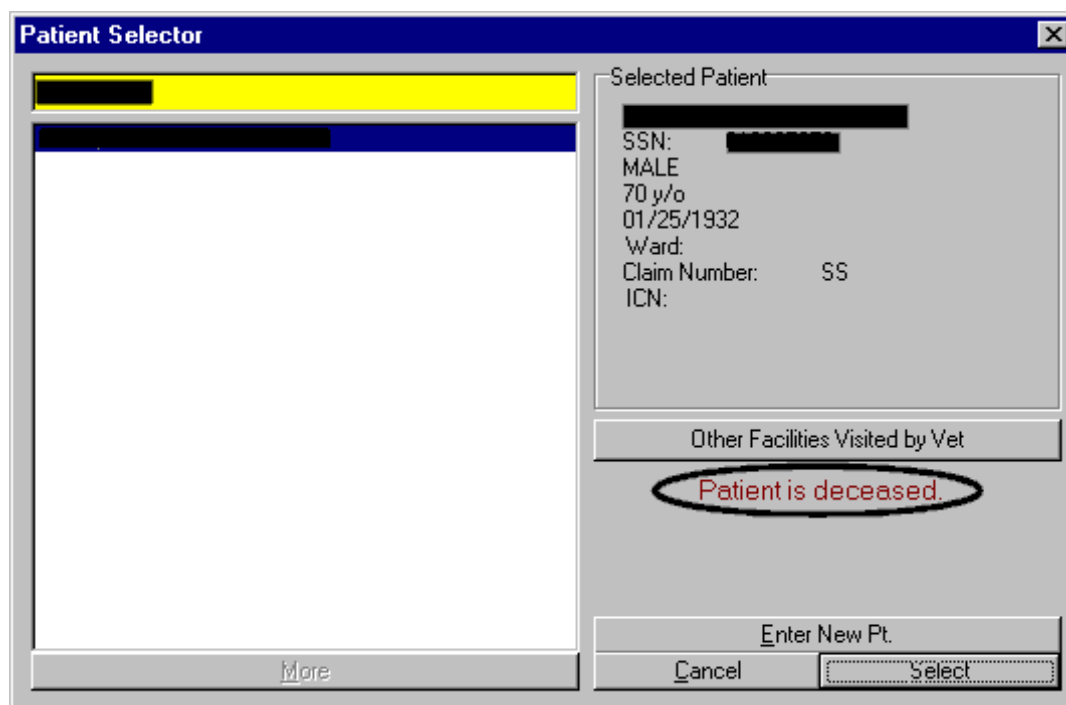 Patient Selector
Selected Patient
SSN:
MALE
70 y/o
01/25/1932
Ward:
Claim Number: SS
ICN:
Other Facilities Visited by Vet
Patient is deceased.
Enter New Pt.
More
Cancel
Select